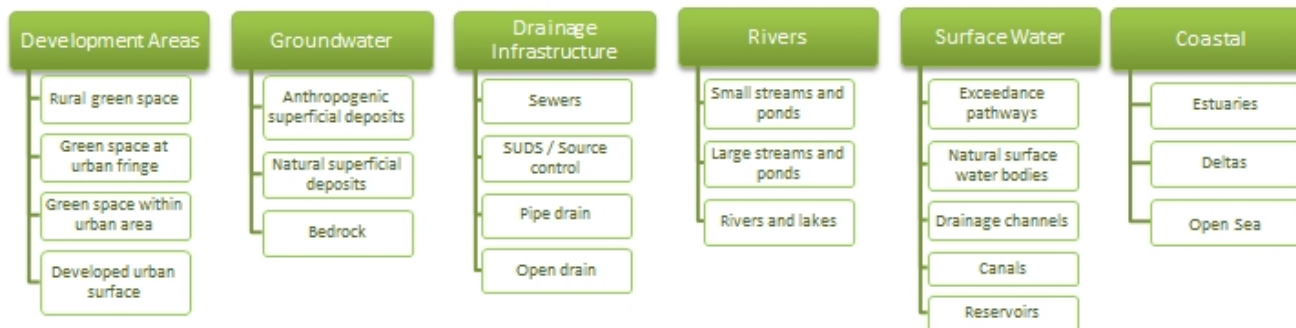 Development Areas
Rural green space
Green space at
urban fringe
Green space within
urban area
Developed urban
surface
Groundwater
Anthropogenic
superficial deposits
Natural superficial
deposits
Bedrock
Drainage
Infrastructure
Sewers
SUDS / Source
control
Pipe drain
Open drain
Rivers
Small streams and
ponds
Large streams and
ponds
Rivers and lakes
Surface Water
Exceedance
pathways
Natural surface
water bodies
Drainage channels
Canals
Reservoirs
Coastal
Estuaries
Deltas
Open Sea